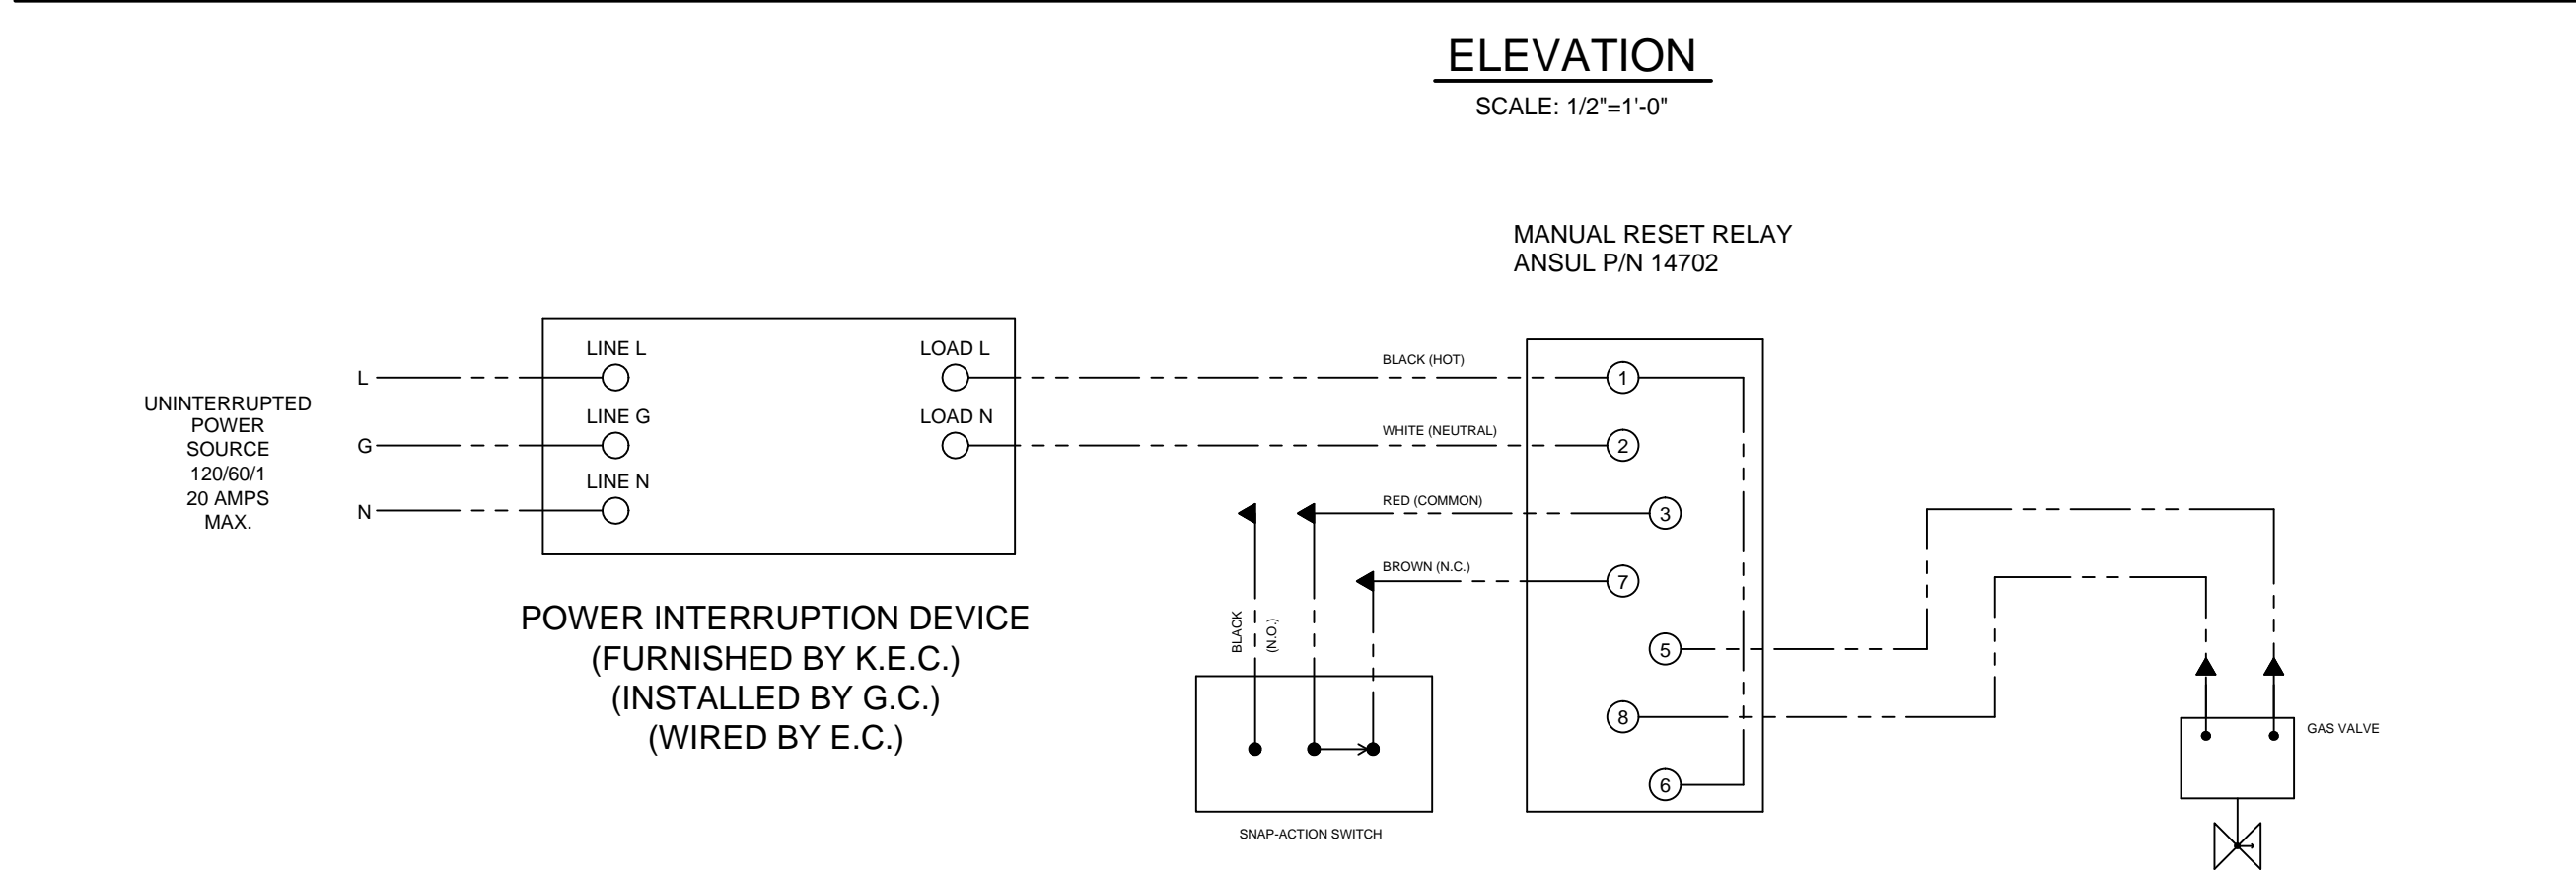 ELEVATION
SCALE: 1/2"=1'-0"
MANUAL RESET RELAY
ANSUL P/N 14702
UNINTERRUPTED
POWER
SOURCE
120/60/1
20 AMPS
MAX.
L
G
N
LINE L
LINE G
LINE N
LOAD L
LOAD N
POWER INTERRUPTION DEVICE
(FURNISHED BY K.E.C.)
(INSTALLED BY G.C.)
(WIRED BY E.C.)
BLACK (HOT)
WHITE (NEUTRAL)
RED (COMMON)
BROWN (N.C.)
BLACK
(N.O.)
SNAP-ACTION SWITCH
1
2
3
7
5
8
6
GAS VALVE